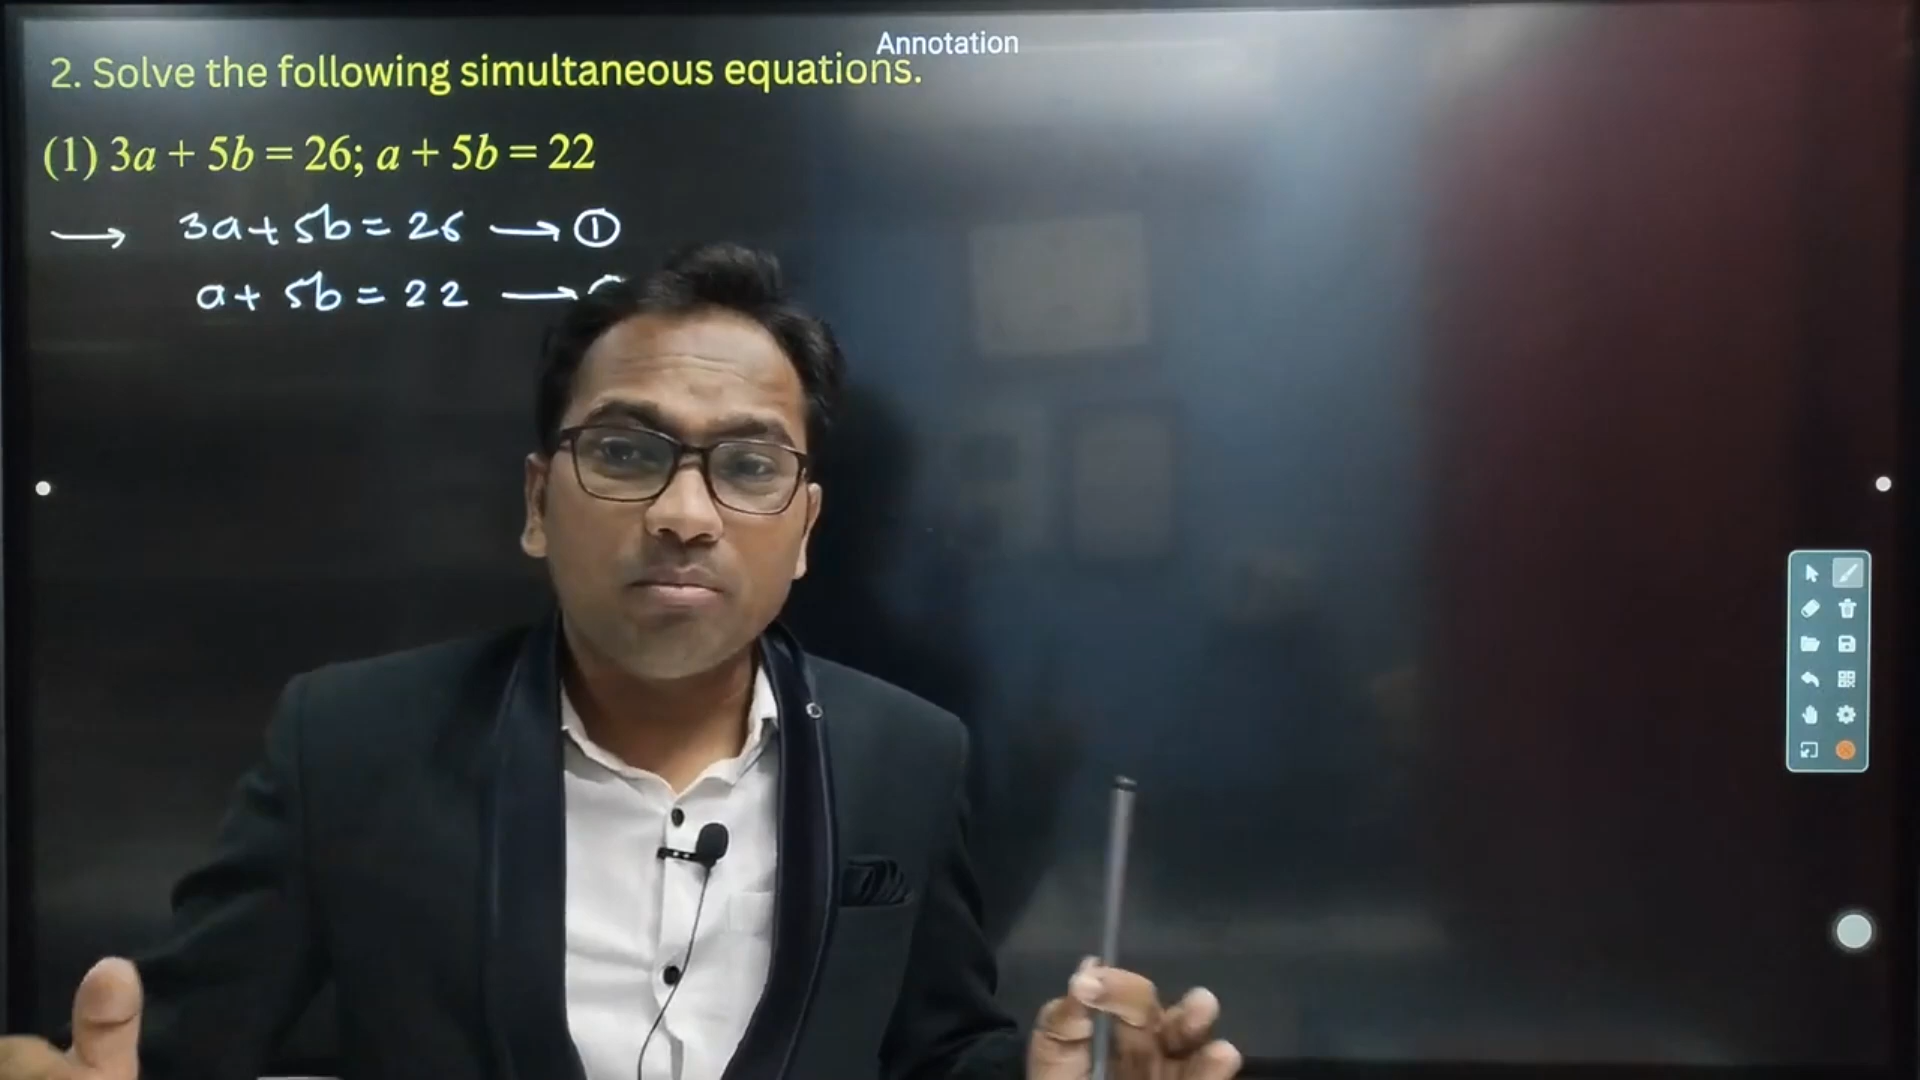 Annotation
2. Solve the following simultaneous equations.
(1) 3a + 5b = 26; a + 5b = 22
→ 3a + 5b = 26 → ①
a + 5b = 22 →